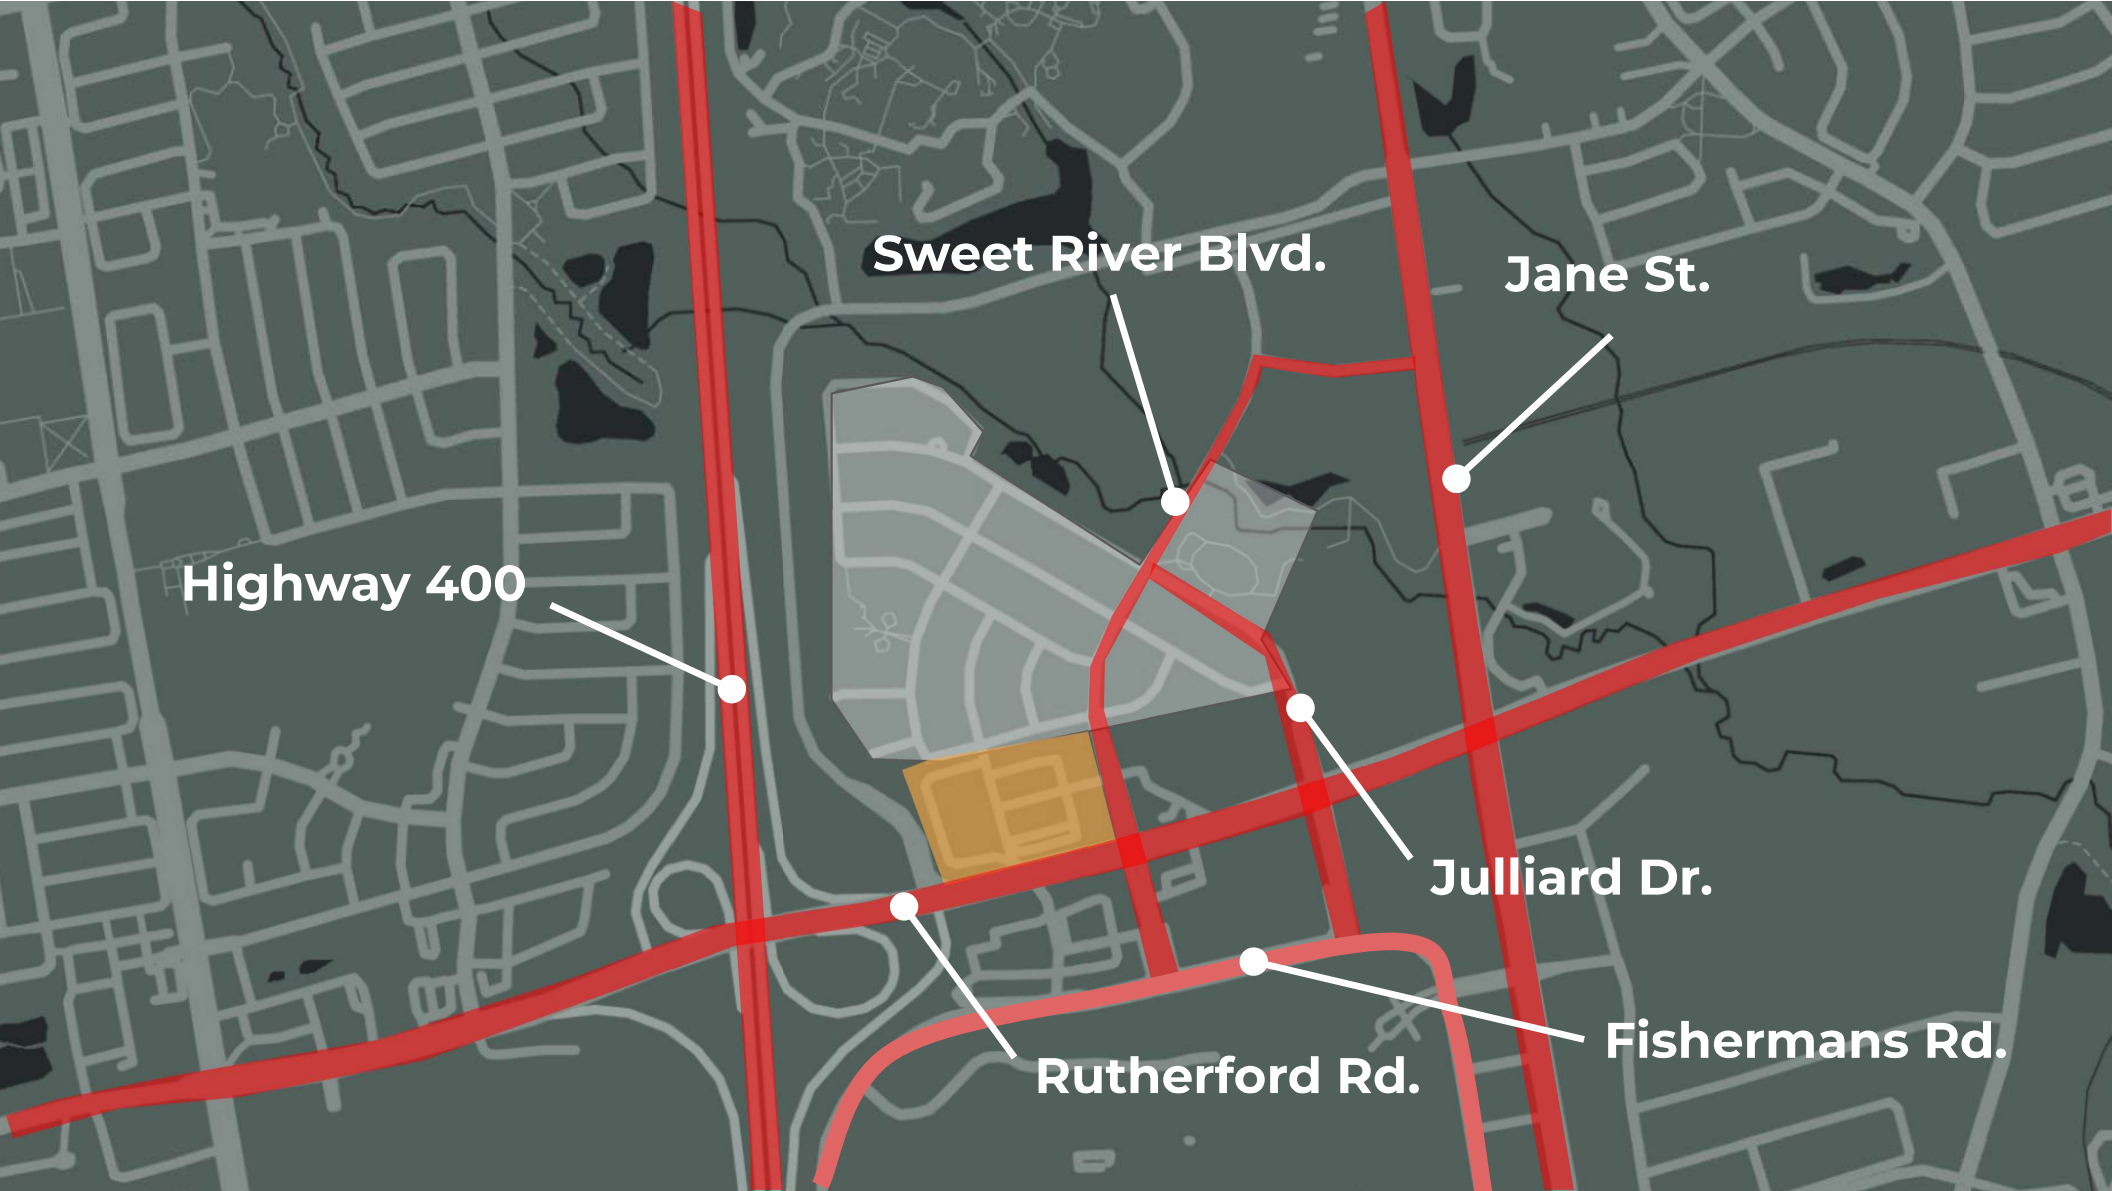 Sweet River Blvd.
Jane St.
Highway 400
Julliard Dr.
Fishermans Rd.
Rutherford Rd.